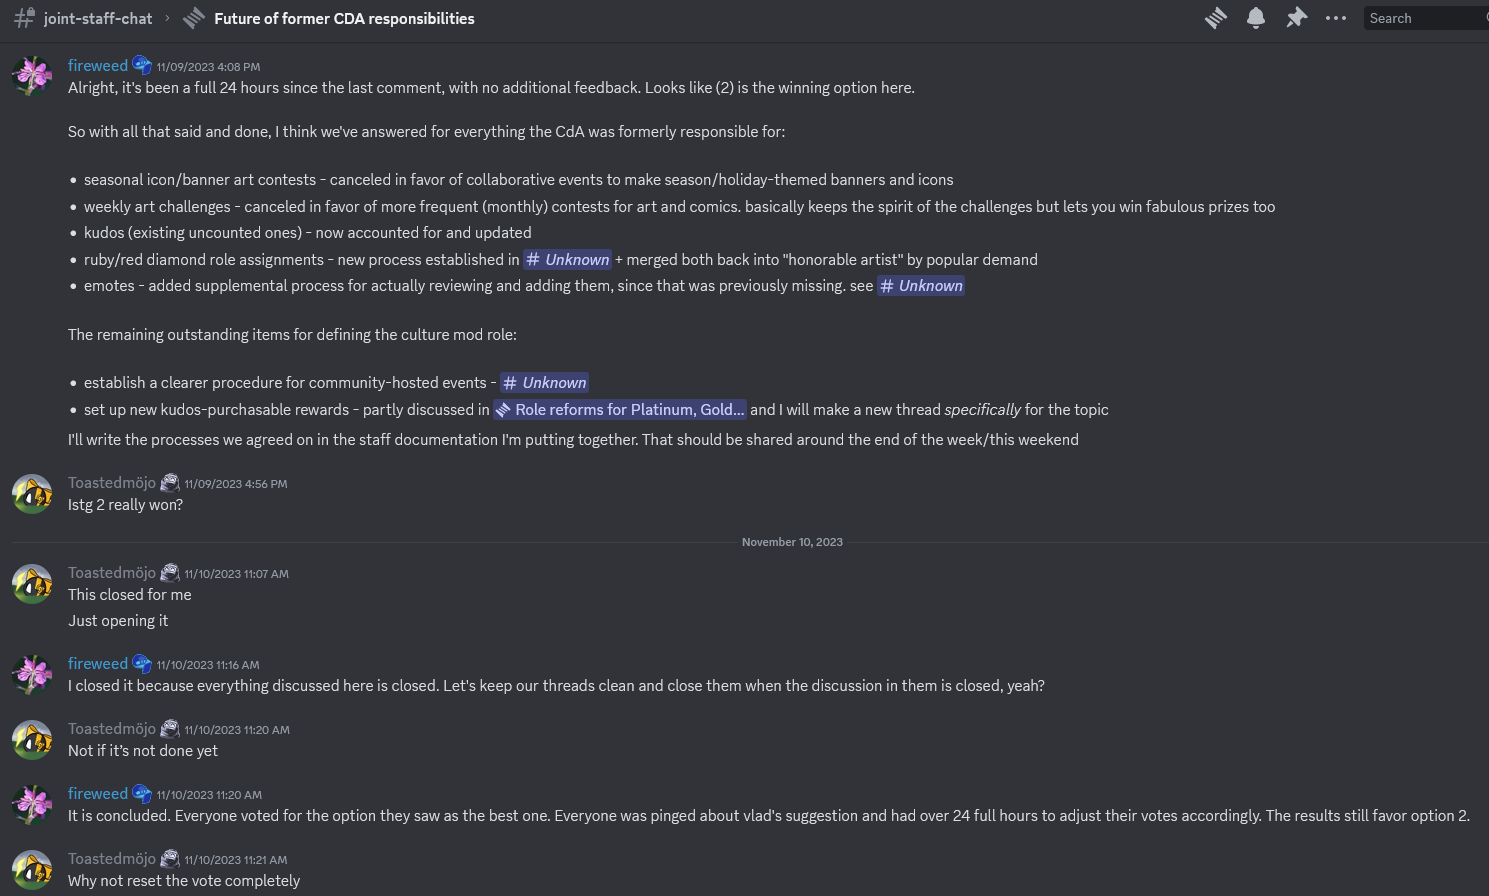 joint-staff-chat › Future of former CDA responsibilities
Search
fireweed 11/09/2023 4:08 PM
Alright, it's been a full 24 hours since the last comment, with no additional feedback. Looks like (2) is the winning option here.
So with all that said and done, I think we've answered for everything the CdA was formerly responsible for:
• seasonal icon/banner art contests - canceled in favor of collaborative events to make season/holiday-themed banners and icons
• weekly art challenges - canceled in favor of more frequent (monthly) contests for art and comics. basically keeps the spirit of the challenges but lets you win fabulous prizes too
• kudos (existing uncounted ones) - now accounted for and updated
• ruby/red diamond role assignments - new process established in # Unknown + merged both back into "honorable artist" by popular demand
• emotes - added supplemental process for actually reviewing and adding them, since that was previously missing. see # Unknown
The remaining outstanding items for defining the culture mod role:
• establish a clearer procedure for community-hosted events - # Unknown
• set up new kudos-purchasable rewards - partly discussed in Role reforms for Platinum, Gold... and I will make a new thread specifically for the topic
I'll write the processes we agreed on in the staff documentation I'm putting together. That should be shared around the end of the week/this weekend
Toastedmöjo 11/09/2023 4:56 PM
Istg 2 really won?
November 10, 2023
Toastedmöjo 11/10/2023 11:07 AM
This closed for me
Just opening it
fireweed 11/10/2023 11:16 AM
I closed it because everything discussed here is closed. Let's keep our threads clean and close them when the discussion in them is closed, yeah?
Toastedmöjo 11/10/2023 11:20 AM
Not if it’s not done yet
fireweed 11/10/2023 11:20 AM
It is concluded. Everyone voted for the option they saw as the best one. Everyone was pinged about vlad's suggestion and had over 24 full hours to adjust their votes accordingly. The results still favor option 2.
Toastedmöjo 11/10/2023 11:21 AM
Why not reset the vote completely